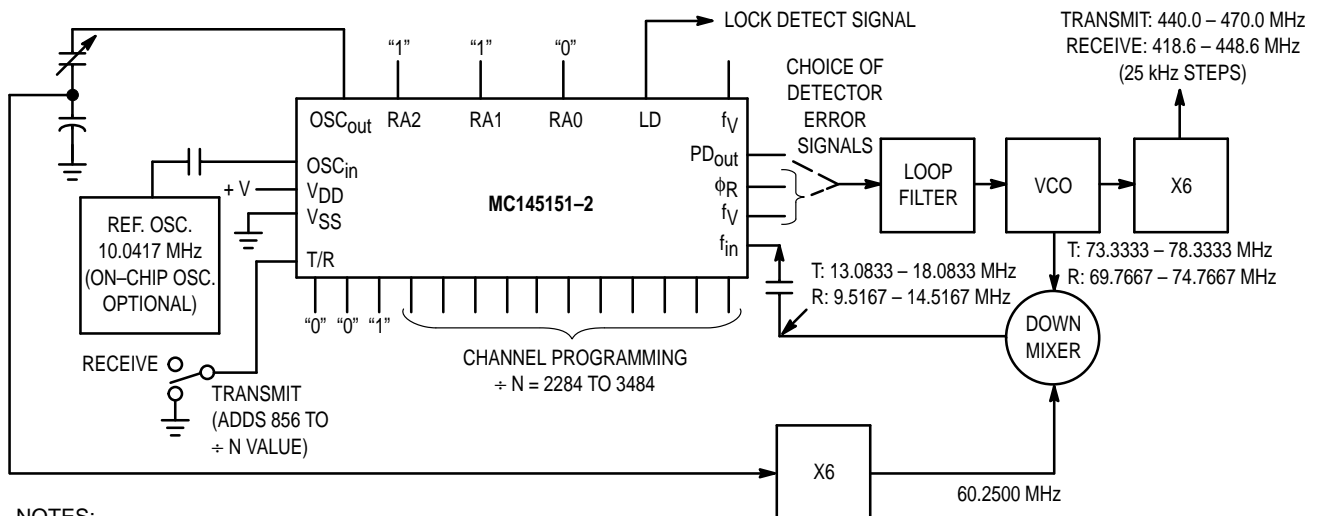 LOCK DETECT SIGNAL
TRANSMIT: 440.0 – 470.0 MHz
RECEIVE: 418.6 – 448.6 MHz
(25 kHz STEPS)
“1”
“1”
“0”
CHOICE OF
DETECTOR
ERROR
SIGNALS
OSCout
RA2
RA1
RA0
LD
fV
OSCin
+ V
VDD
VSS
T/R
MC145151–2
PDout
ϕR
fV
fin
LOOP
FILTER
VCO
X6
REF. OSC.
10.0417 MHz
(ON–CHIP OSC.
OPTIONAL)
T: 73.3333 – 78.3333 MHz
R: 69.7667 – 74.7667 MHz
T: 13.0833 – 18.0833 MHz
R: 9.5167 – 14.5167 MHz
“0” “0” “1”
DOWN
MIXER
CHANNEL PROGRAMMING
÷ N = 2284 TO 3484
RECEIVE
TRANSMIT
(ADDS 856 TO
÷ N VALUE)
X6
60.2500 MHz
NOTES: